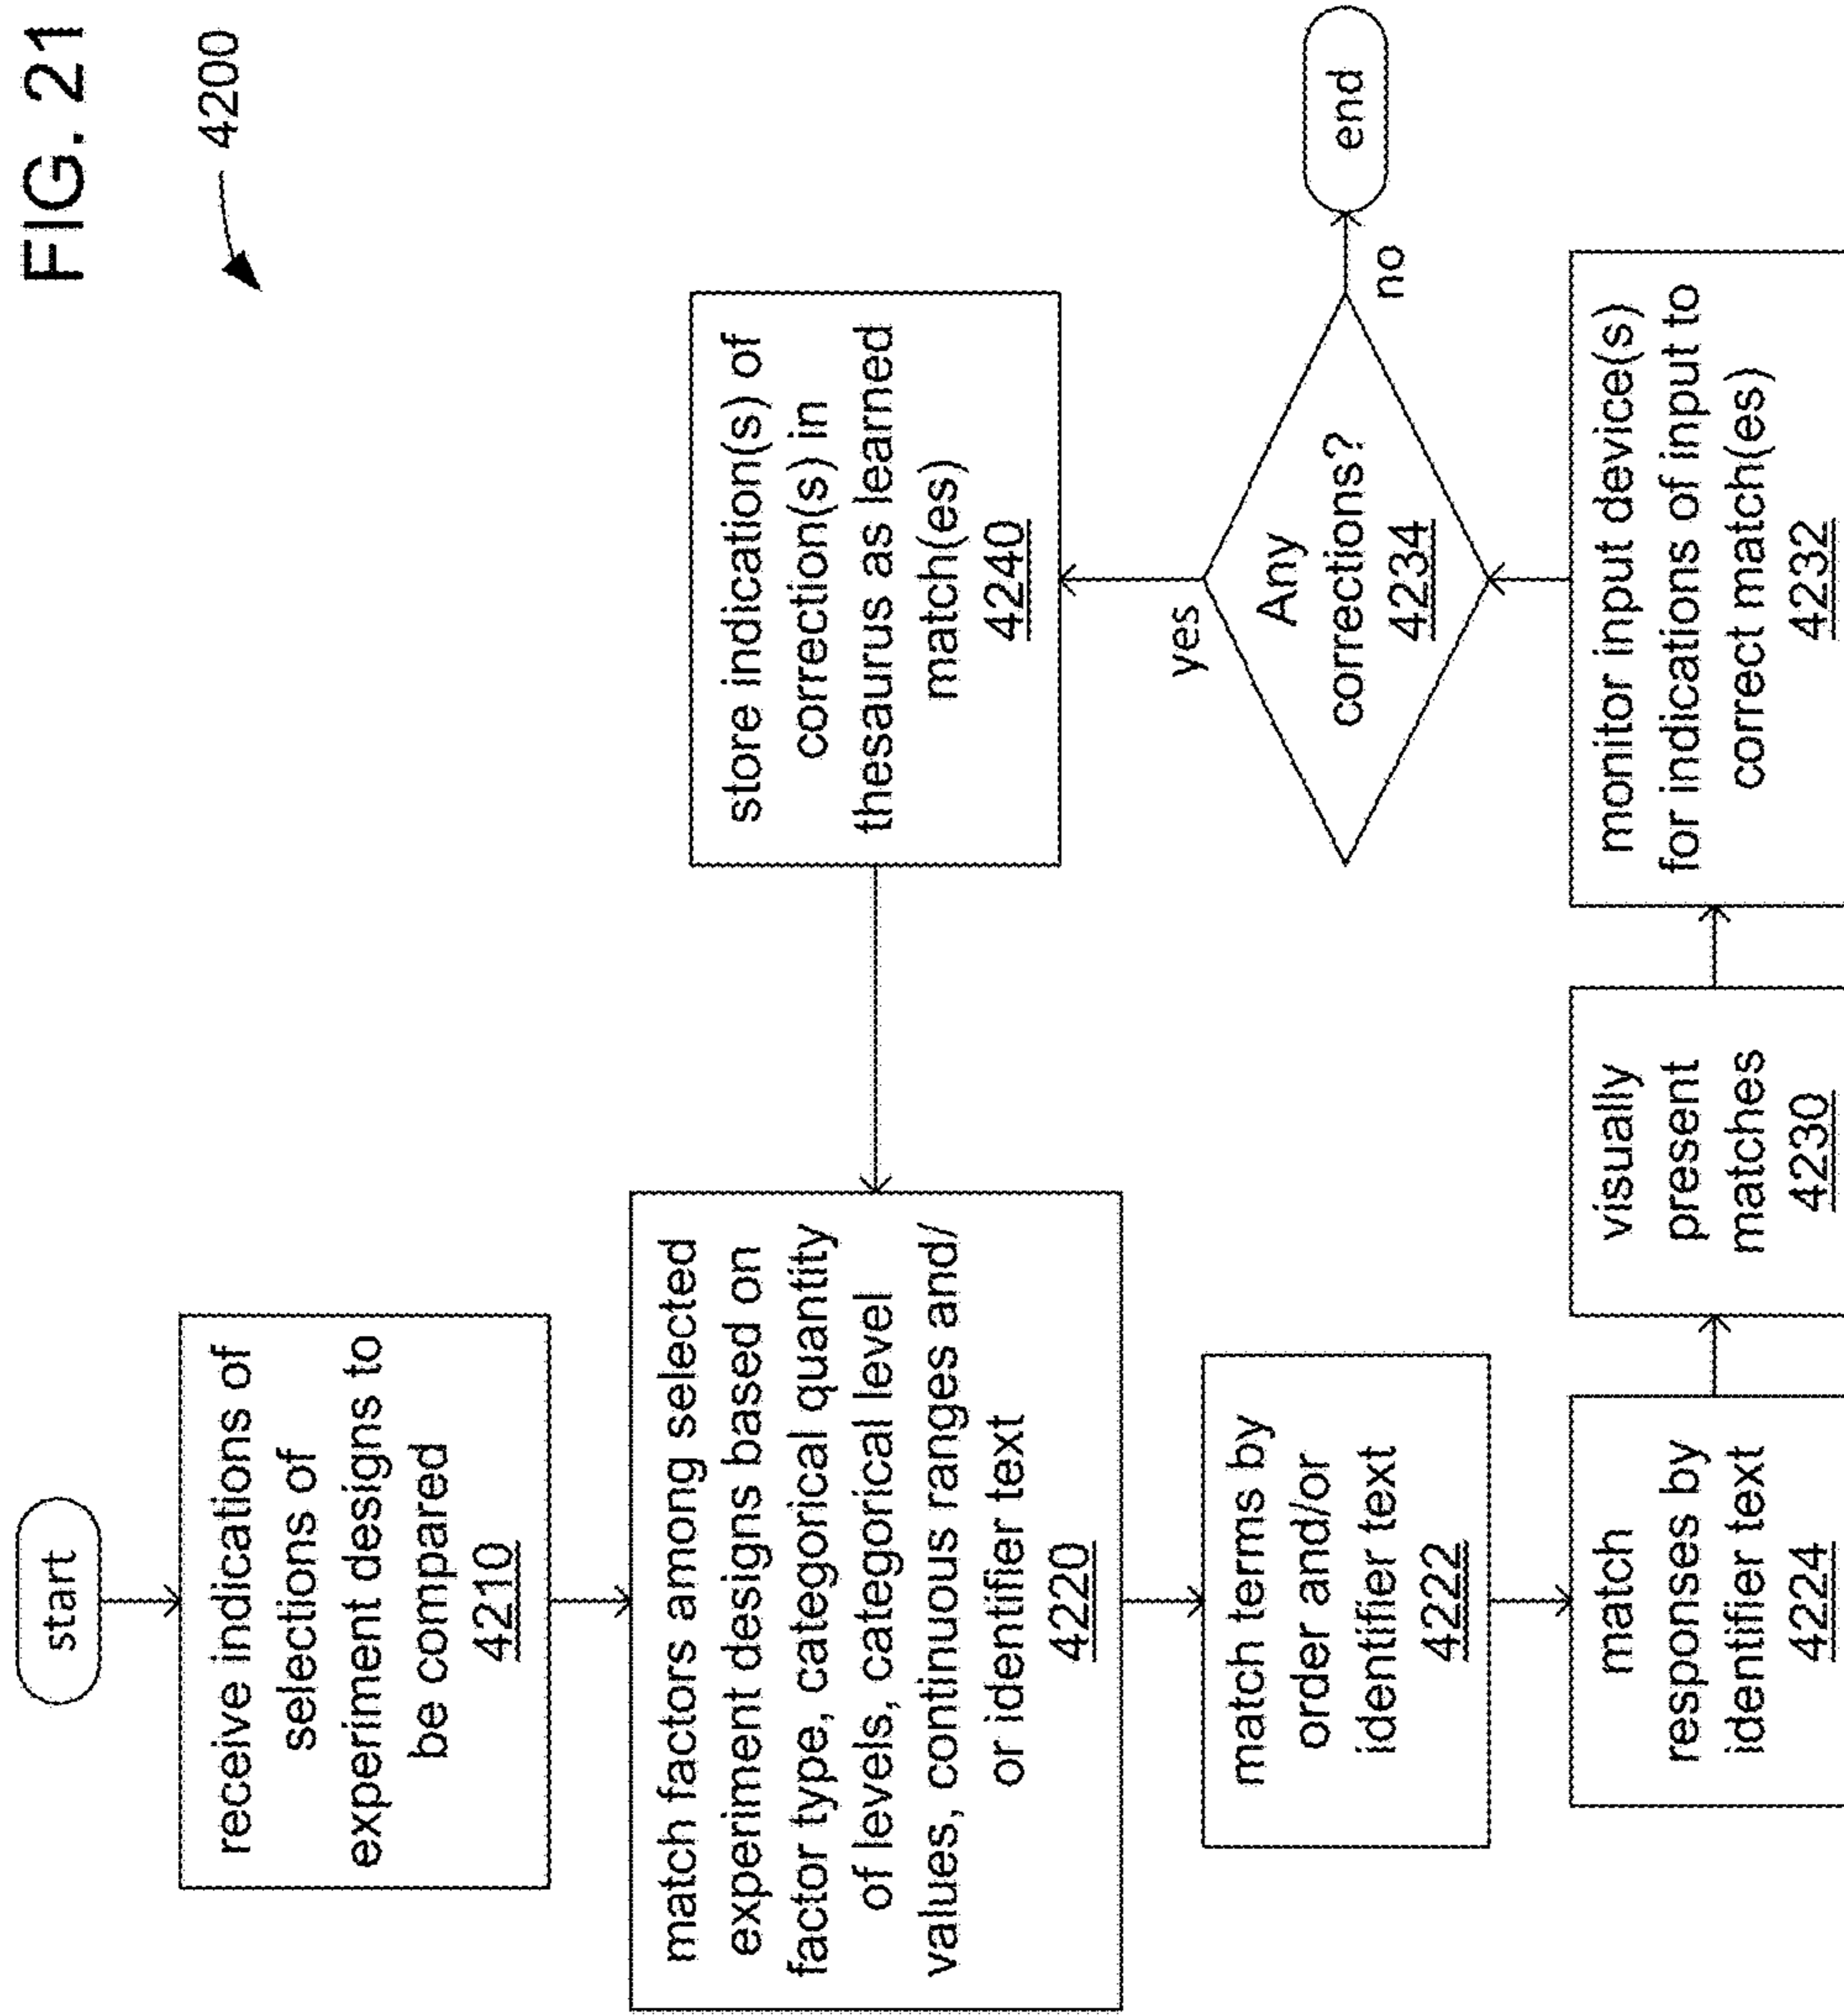 FIG. 21
4200
start
receive indications of
selections of
experiment designs to
be compared
4210
match factors among selected
experiment designs based on
factor type, categorical quantity
of levels, categorical level
values, continuous ranges and/
or identifier text
4220
match terms by
order and/or
identifier text
4222
match
responses by
identifier text
4224
visually
present
matches
4230
monitor input device(s)
for indications of input to
correct match(es)
4232
Any
corrections?
4234
yes
no
end
store indication(s) of
correction(s) in
thesaurus as learned
match(es)
4240